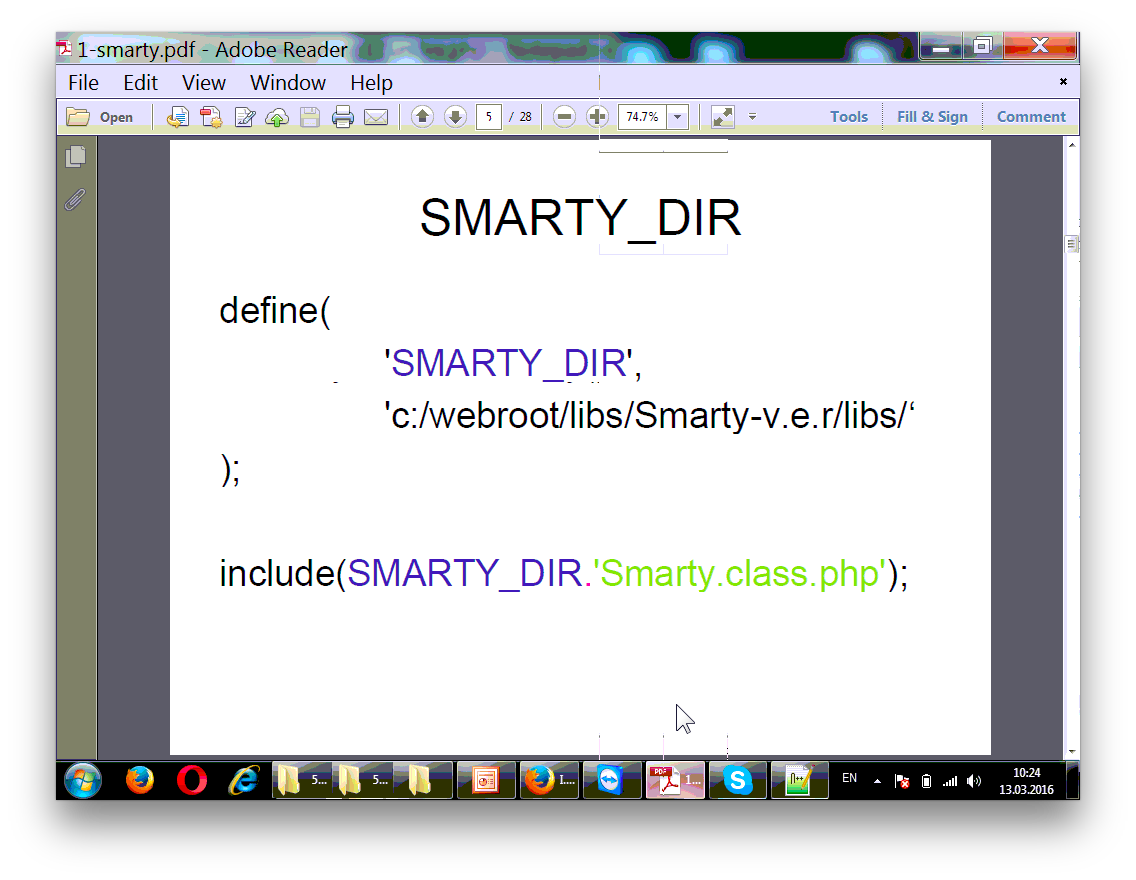 1-smarty.pdf - Adobe Reader
File Edit View Window Help
Open 5 / 28 74.7% Tools Fill & Sign Comment
SMARTY_DIR
define(
'SMARTY_DIR',
'c:/webroot/libs/Smarty-v.e.r/libs/‘
);
include(SMARTY_DIR.'Smarty.class.php');
5... 5... I... PDF 1... EN 10:24
13.03.2016